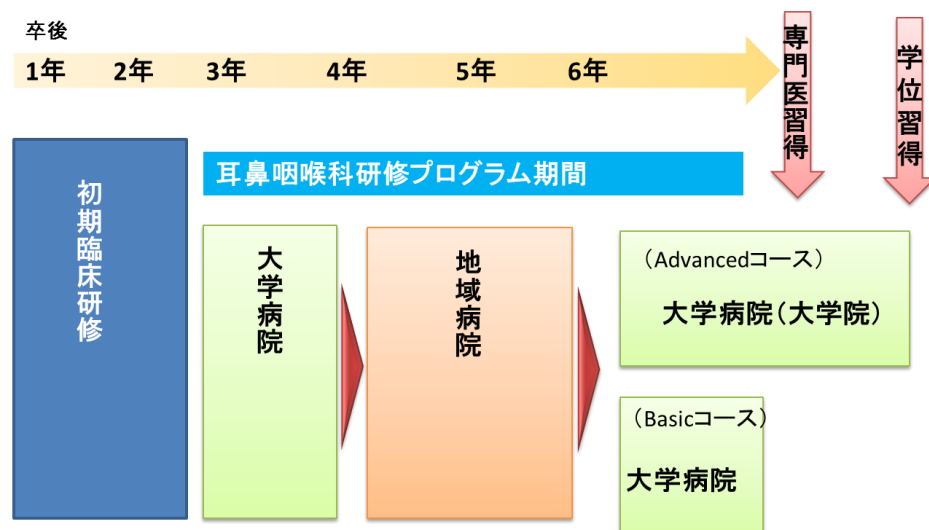 卒後
1年 2年 3年 4年 5年 6年
専門医習得
学位習得
初期臨床研修
耳鼻咽喉科研修プログラム期間
大学病院
地域病院
（Advancedコース）
大学病院（大学院）
（Basicコース）
大学病院